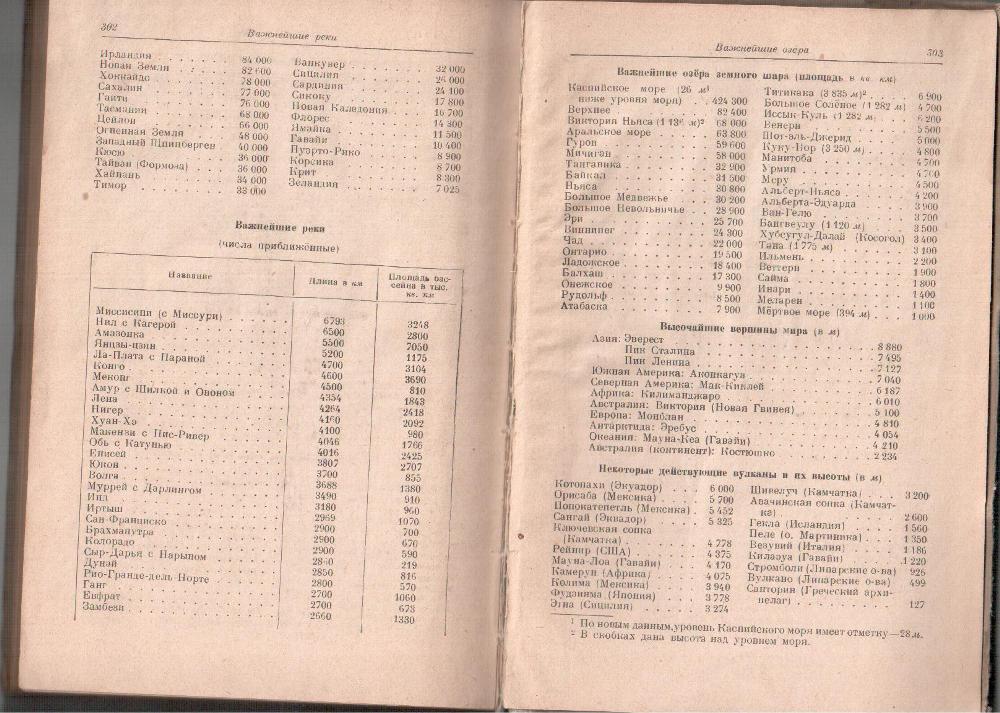 302
Важнейшие реки
Ирландия 84 000
Новая Земля 82 600
Хоккайдо 78 000
Сахалин 77 000
Гаити 76 000
Тасмания 68 000
Цейлон 66 000
Огненная Земля 48 000
Западный Шпицберген 40 000
Кюсю 36 000
Тайван (Формоза) 36 000
Хайнань 34 000
Тимор 33 000
Ванкувер 32 000
Сицилия 26 000
Сардиния 24 100
Сикоку 17 800
Новая Каледония 16 700
Флорес 14 300
Ямайка 11 500
Гавайи 10 400
Пуэрто-Рико 8 900
Корсика 8 700
Крит 8 300
Зеландия 7 025
Важнейшие реки
(числа приближённые)
Название
Длина в км
Площадь бас-
сейна в тыс.
кв. км
Миссисипи (с Миссури) 6793 3248
Нил с Кагерой 6500 2800
Амазонка 5500 7050
Янцзы-цзян 5200 1175
Ла-Плата с Параной 4700 3104
Конго 4600 3690
Меконг 4500 810
Амур с Шилкой и Ононом 4354 1843
Лена 4264 2418
Нигер 4160 2092
Хуан-Хэ 4100 980
Макензи с Пис-Ривер 4046 1766
Обь с Катунью 4016 2425
Енисей 3807 2707
Юкон 3700 855
Волга 3688 1380
Муррей с Дарлингом 3490 910
Инд 3180 960
Иртыш 2969 1070
Сан-Франциско 2900 700
Брахмапутра 2900 670
Колорадо 2900 590
Сыр-Дарья с Нарыном 2860 219
Дунай 2850 816
Рио-Гранде-дель-Норте 2800 570
Ганг 2700 1060
Евфрат 2700 673
Замбези 2660 1330
Важнейшие озёра
303
Важнейшие озёра земного шара (площадь в кв. км)
Каспийское море (26 м¹
ниже уровня моря) 424 300
Верхнее 82 400
Виктория Ньяса (1 136 м)² 68 000
Аральское море 63 800
Гурон 59 600
Мичиган 58 000
Танганика 32 900
Байкал 31 500
Ньяса 30 800
Большое Медвежье 30 200
Большое Невольничье 28 900
Эри 25 700
Виннипег 24 300
Чад 22 000
Онтарио 19 500
Ладожское 18 400
Балхаш 17 300
Онежское 9 900
Рудольф 8 500
Атабаска 7 900
Титикака (3 835 м)² 6 900
Большое Солёное (1 282 м) 4 700
Иссык-Куль (1 282 м) 6 200
Венерн 5 500
Шот-эль-Джерид 5 000
Куку-Нор (3 250 м) 4 800
Манитоба 4 700
Урмия 4 700
Меру 4 500
Альберт-Ньяса 4 200
Альберта-Эдуарда 3 900
Ван-Гелю 3 700
Бангвеулу (1 120 м) 3 500
Хубсугул-Далай (Косогол) 3 400
Тана (1 775 м) 3 100
Ильмень 2 200
Веттерн 1 900
Сайма 1 800
Инари 1 400
Меларен 1 100
Мёртвое море (394 м) 1 000
Высочайшие вершины мира (в м)
Азия: Эверест 8 880
Пик Сталина 7 495
Пик Ленина 7 127
Южная Америка: Аконкагуа 7 040
Северная Америка: Мак-Кинлей 6 187
Африка: Килиманджаро 6 010
Австралия: Виктория (Новая Гвинея) 5 100
Европа: Монблан 4 810
Антарктида: Эребус 4 054
Океания: Мауна-Кеа (Гавайи) 4 210
Австралия (континент): Костюшко 2 234
Некоторые действующие вулканы и их высоты (в м)
Котопахи (Экуадор) 6 000
Орисаба (Мексика) 5 700
Попокатепетль (Мексика) 5 452
Сангай (Экуадор) 5 325
Ключевская сопка
(Камчатка) 4 778
Рейнир (США) 4 375
Мауна-Лоа (Гавайи) 4 170
Камерун (Африка) 4 075
Колима (Мексика) 3 940
Фудзияма (Япония) 3 778
Этна (Сицилия) 3 274
Шивелуч (Камчатка) 3 200
Авачинская сопка (Камчат-
ка) 2 600
Гекла (Исландия) 1 560
Пеле (о. Мартиника) 1 350
Везувий (Италия) 1 186
Килауэа (Гавайи) 1 220
Стромболи (Липарские о-ва) 926
Вулкано (Липарские о-ва) 499
Санторин (Греческий архи-
пелаг) 127
¹ По новым данным, уровень Каспийского моря имеет отметку —28 м.
² В скобках дана высота над уровнем моря.